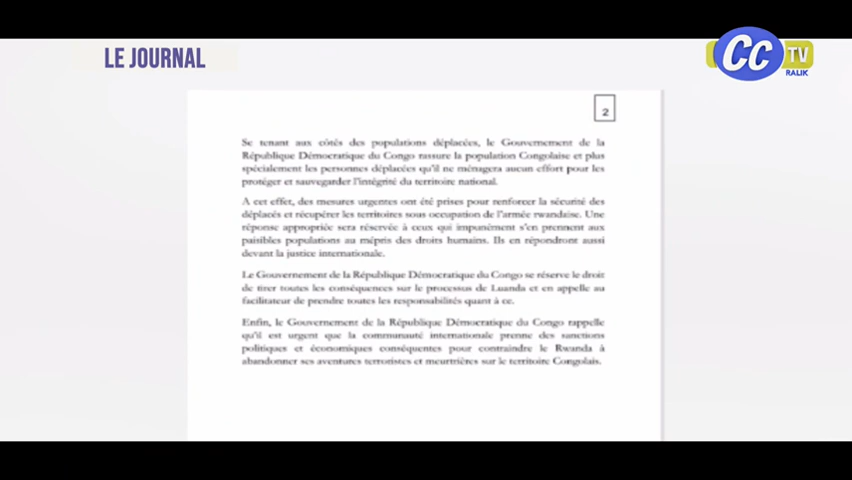 LE JOURNAL
CC TV
RALIK
2
Se tenant aux côtés des populations déplacées, le Gouvernement de la
République Démocratique du Congo rassure la population Congolaise et plus
spécialement les personnes déplacées qu'il ne ménagera aucun effort pour les
protéger et sauvegarder l'intégrité du territoire national.
A cet effet, des mesures urgentes ont été prises pour renforcer la sécurité des
déplacés et récupérer les territoires sous occupation de l'armée rwandaise. Une
réponse appropriée sera réservée à ceux qui impunément s'en prennent aux
paisibles populations au mépris des droits humains. Ils en répondront aussi
devant la justice internationale.
Le Gouvernement de la République Démocratique du Congo se réserve le droit
de tirer toutes les conséquences sur le processus de Luanda et en appelle au
facilitateur de prendre toutes les responsabilités quant à ce.
Enfin, le Gouvernement de la République Démocratique du Congo rappelle
qu'il est urgent que la communauté internationale prenne des sanctions
politiques et économiques conséquentes pour contraindre le Rwanda à
abandonner ses aventures terroristes et meurtrières sur le territoire Congolais.